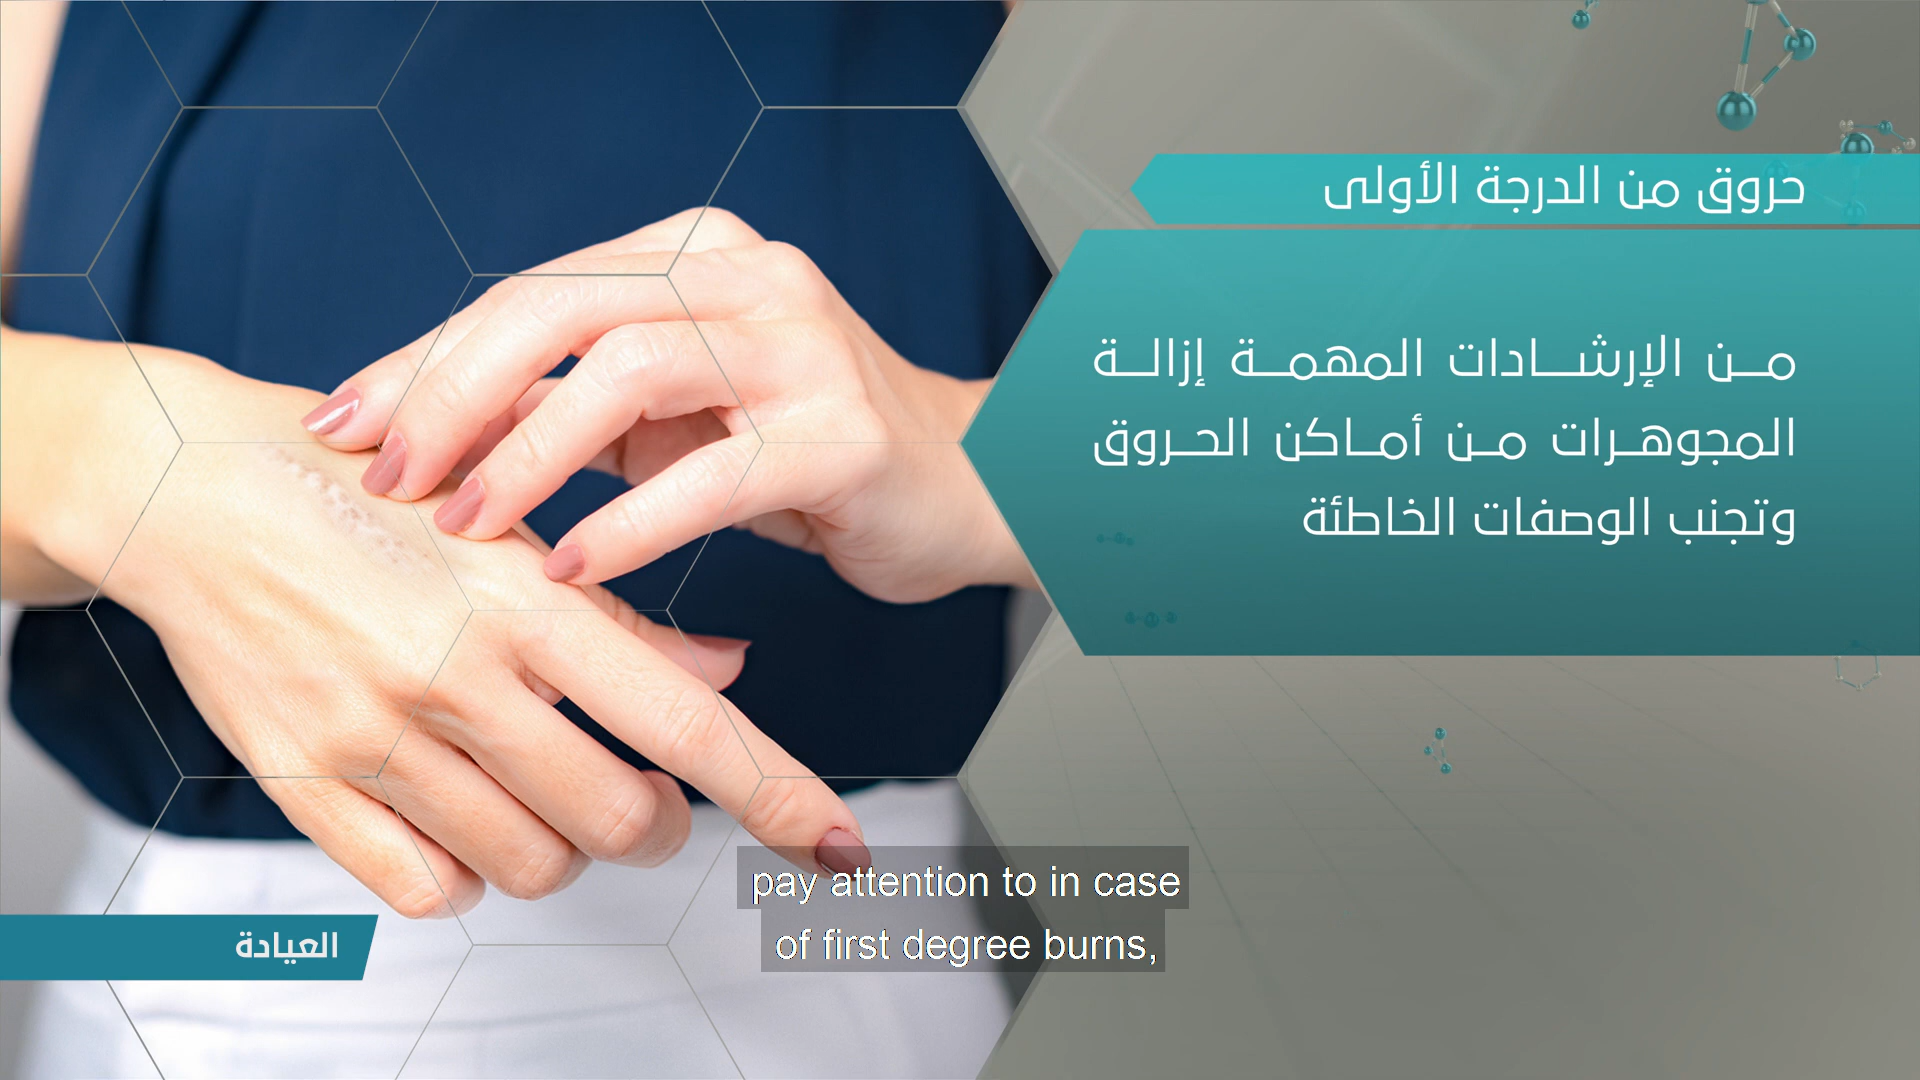 حروق من الدرجة الأولى
من الإرشادات المهمة إزالة
المجوهرات من أماكن الحروق
وتجنب الوصفات الخاطئة
pay attention to in case
of first degree burns,
العيادة